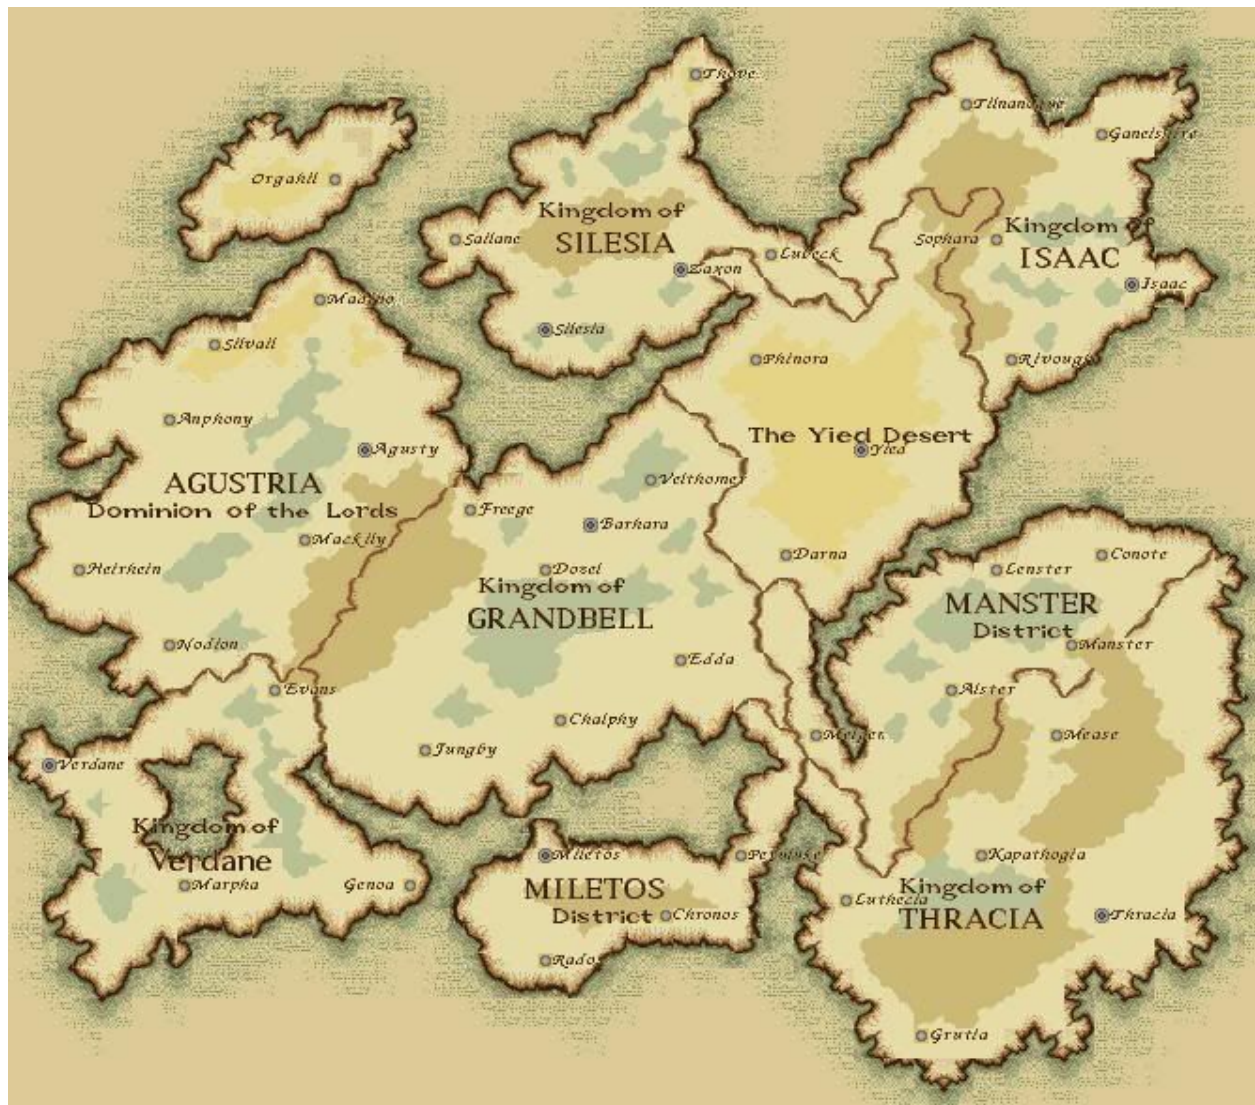 Thove
Tilnanogue
Ganeishire
Orgahil
Kingdom of
SILESIA
Sailane
Lubeck
Zaxon
Sophara
Kingdom of
ISAAC
Isaac
Madino
Silesia
Silvail
Phinora
Rivough
Anphony
Agusty
The Yied Desert
Yied
AGUSTRIA
Dominion of the Lords
Velthomer
Freege
Barhara
Mackily
Heirhein
Dozel
Darna
Kingdom of
GRANDBELL
Lenster
Conote
MANSTER
District
Manster
Nodion
Edda
Evans
Alster
Chalphy
Jungby
Melgen
Mease
Verdane
Kingdom of
Verdane
Marpha
Genoa
Miletos
Perutuke
MILETOS
District
Chronos
Rados
Kapathogia
Kingdom of
THRACIA
Luthecia
Thracia
Grutia